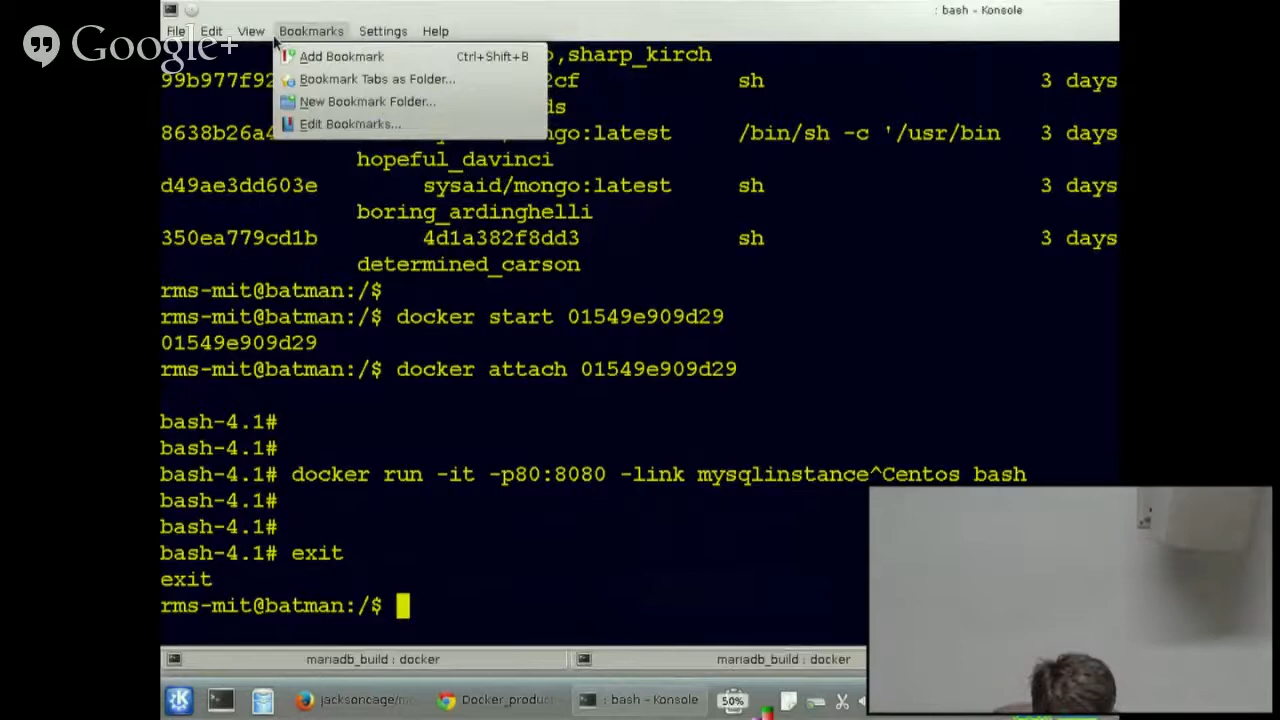 Google+
: bash - Konsole
File Edit View Bookmarks Settings Help
Add Bookmark Ctrl+Shift+B
Bookmark Tabs as Folder...
New Bookmark Folder...
Edit Bookmarks...
,sharp_kirch
99b977f92 2cf sh 3 days
ds
8638b26a4 mongo:latest /bin/sh -c '/usr/bin 3 days
hopeful_davinci
d49ae3dd603e sysaid/mongo:latest sh 3 days
boring_ardinghelli
350ea779cd1b 4d1a382f8dd3 sh 3 days
determined_carson
rms-mit@batman:/$
rms-mit@batman:/$ docker start 01549e909d29
01549e909d29
rms-mit@batman:/$ docker attach 01549e909d29
bash-4.1#
bash-4.1#
bash-4.1# docker run -it -p80:8080 -link mysqlinstance^Centos bash
bash-4.1#
bash-4.1#
bash-4.1# exit
exit
rms-mit@batman:/$
mariadb_build : docker mariadb_build : docker
jacksoncage/m Docker_produc : bash - Konsole 50%